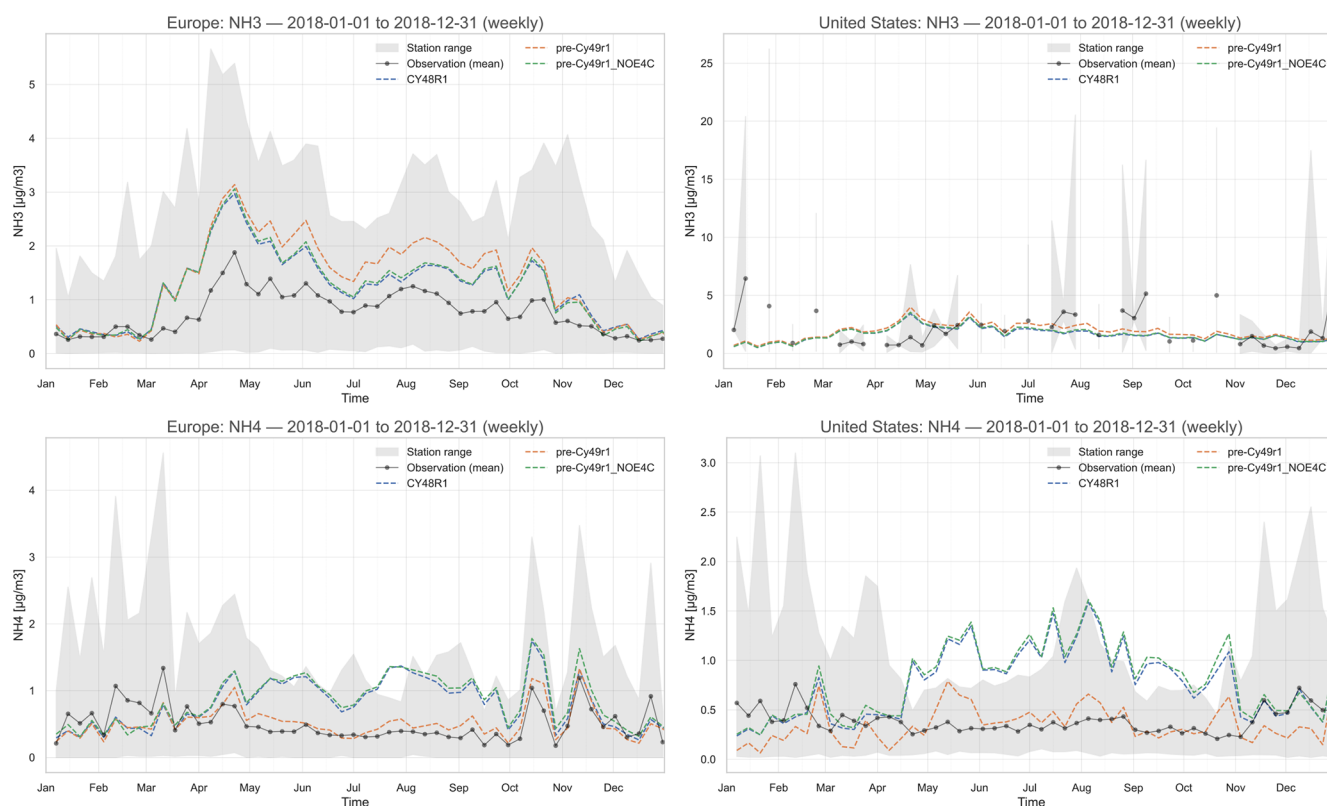 Europe: NH3 — 2018-01-01 to 2018-12-31 (weekly)
NH3 [µg/m3]
5
4
3
2
1
0
Station range
Observation (mean)
CY48R1
pre-Cy49r1
pre-Cy49r1_NOE4C
Jan Feb Mar Apr May Jun Jul Aug Sep Oct Nov Dec
Time
United States: NH3 — 2018-01-01 to 2018-12-31 (weekly)
NH3 [µg/m3]
25
20
15
10
5
0
Station range
Observation (mean)
CY48R1
pre-Cy49r1
pre-Cy49r1_NOE4C
Jan Feb Mar Apr May Jun Jul Aug Sep Oct Nov Dec
Time
Europe: NH4 — 2018-01-01 to 2018-12-31 (weekly)
NH4 [µg/m3]
4
3
2
1
0
Station range
Observation (mean)
CY48R1
pre-Cy49r1
pre-Cy49r1_NOE4C
Jan Feb Mar Apr May Jun Jul Aug Sep Oct Nov Dec
Time
United States: NH4 — 2018-01-01 to 2018-12-31 (weekly)
NH4 [µg/m3]
3.0
2.5
2.0
1.5
1.0
0.5
0.0
Station range
Observation (mean)
CY48R1
pre-Cy49r1
pre-Cy49r1_NOE4C
Jan Feb Mar Apr May Jun Jul Aug Sep Oct Nov Dec
Time